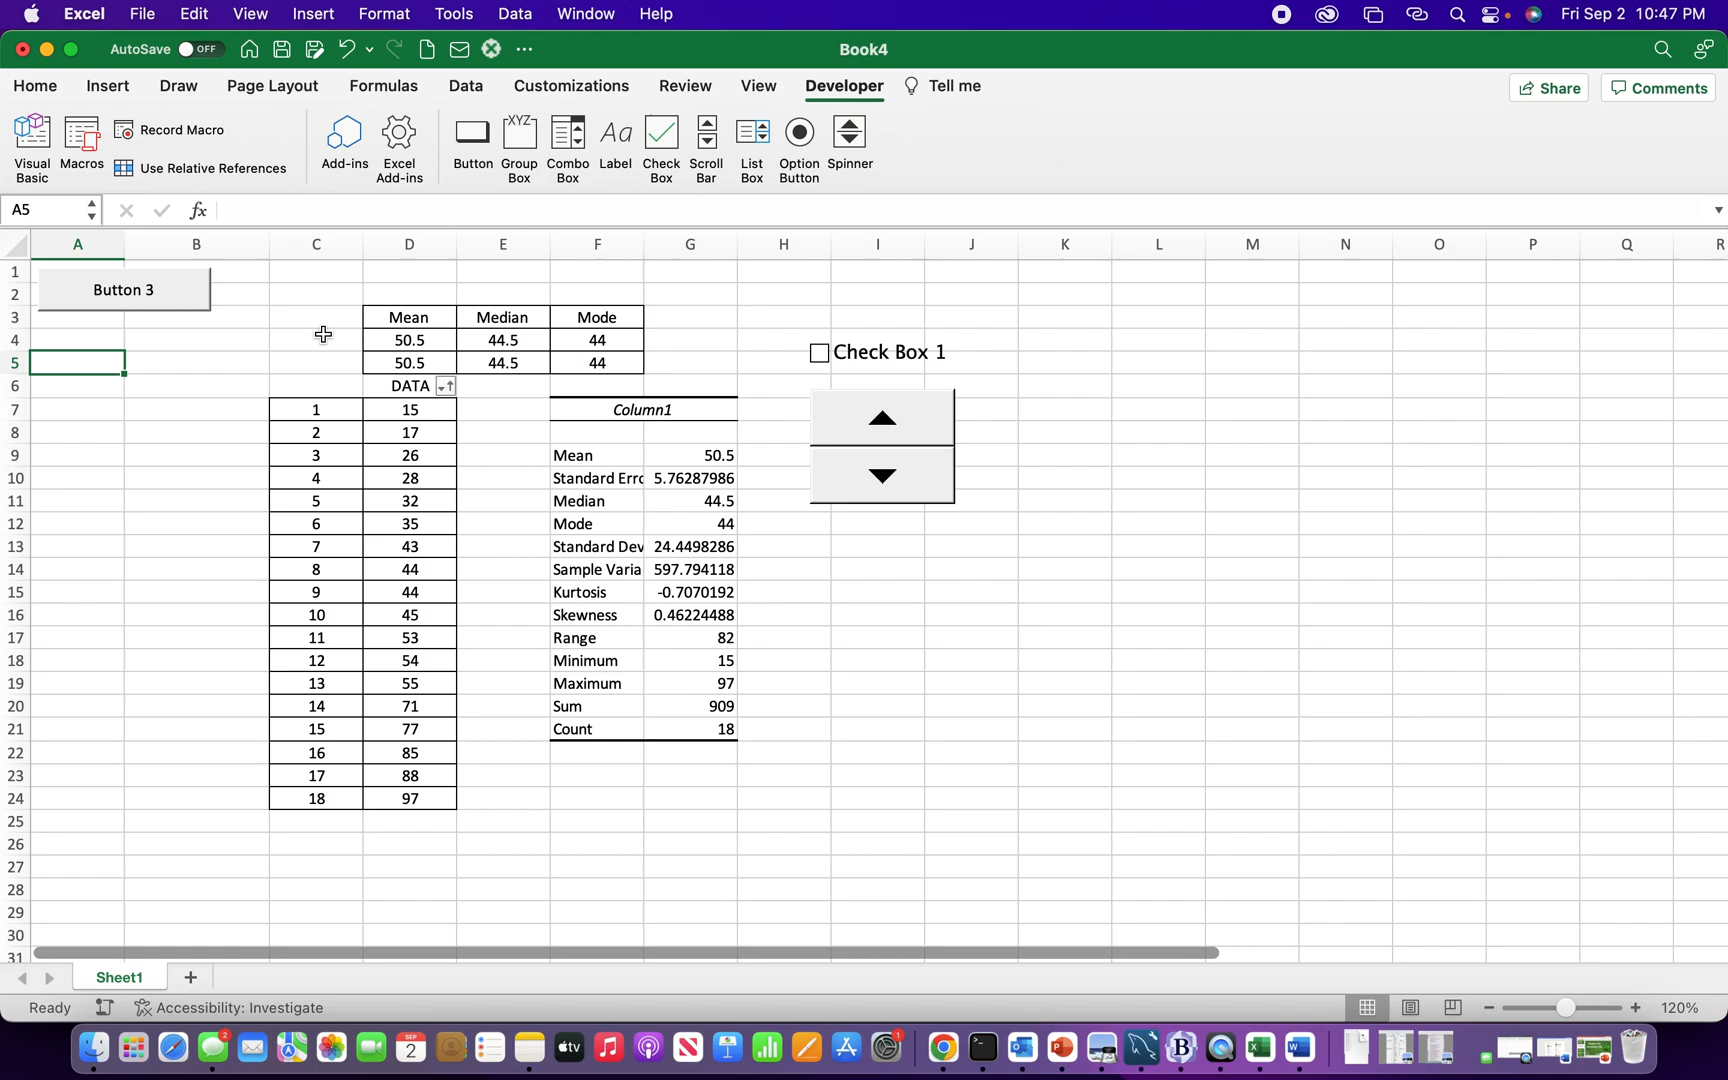 Excel File Edit View Insert Format Tools Data Window Help Fri Sep 2 10:47 PM
AutoSave OFF Book4
Home Insert Draw Page Layout Formulas Data Customizations Review View Developer Tell me Share Comments
Visual Basic
Macros
Record Macro
Use Relative References
Add-ins
Excel Add-ins
Button
Group Box
XYZ
Combo Box
Aa
Label
Check Box
Scroll Bar
List Box
Option Button
Spinner
A5 fx
A B C D E F G H I J K L M N O P Q R
1
Button 3
2
3 Mean Median Mode
4 50.5 44.5 44
5 50.5 44.5 44
Check Box 1
6 DATA
7 1 15 Column1
8 2 17
9 3 26 Mean 50.5
10 4 28 Standard Erro 5.76287986
11 5 32 Median 44.5
12 6 35 Mode 44
13 7 43 Standard Dev 24.4498286
14 8 44 Sample Varia 597.794118
15 9 44 Kurtosis -0.7070192
16 10 45 Skewness 0.46224488
17 11 53 Range 82
18 12 54 Minimum 15
19 13 55 Maximum 97
20 14 71 Sum 909
21 15 77 Count 18
22 16 85
23 17 88
24 18 97
25
26
27
28
29
30
31
Sheet1 +
Ready Accessibility: Investigate 120%
2 SEP 2 tv 1